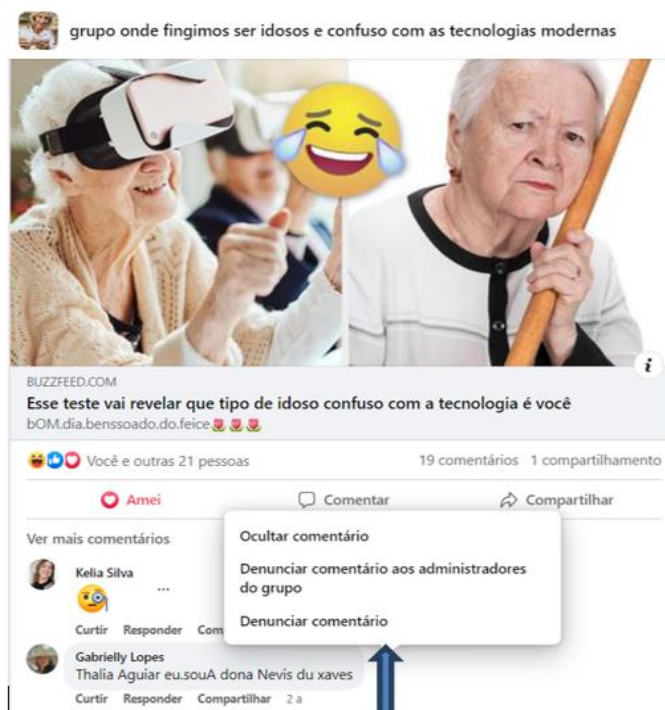 grupo onde fingimos ser idosos e confuso com as tecnologias modernas
i
BUZZFEED.COM
Esse teste vai revelar que tipo de idoso confuso com a tecnologia é você
bOM.dia.benssoado.do.feice🌷🌷🌷
Você e outras 21 pessoas 19 comentários 1 compartilhamento
Amei Comentar Compartilhar
Ver mais comentários
Ocultar comentário
Denunciar comentário aos administradores
do grupo
Denunciar comentário
Kelia Silva
Curtir Responder Com
Gabrielly Lopes
Thalia Aguiar eu.souA dona Nevis du xaves
Curtir Responder Compartilhar 2 a